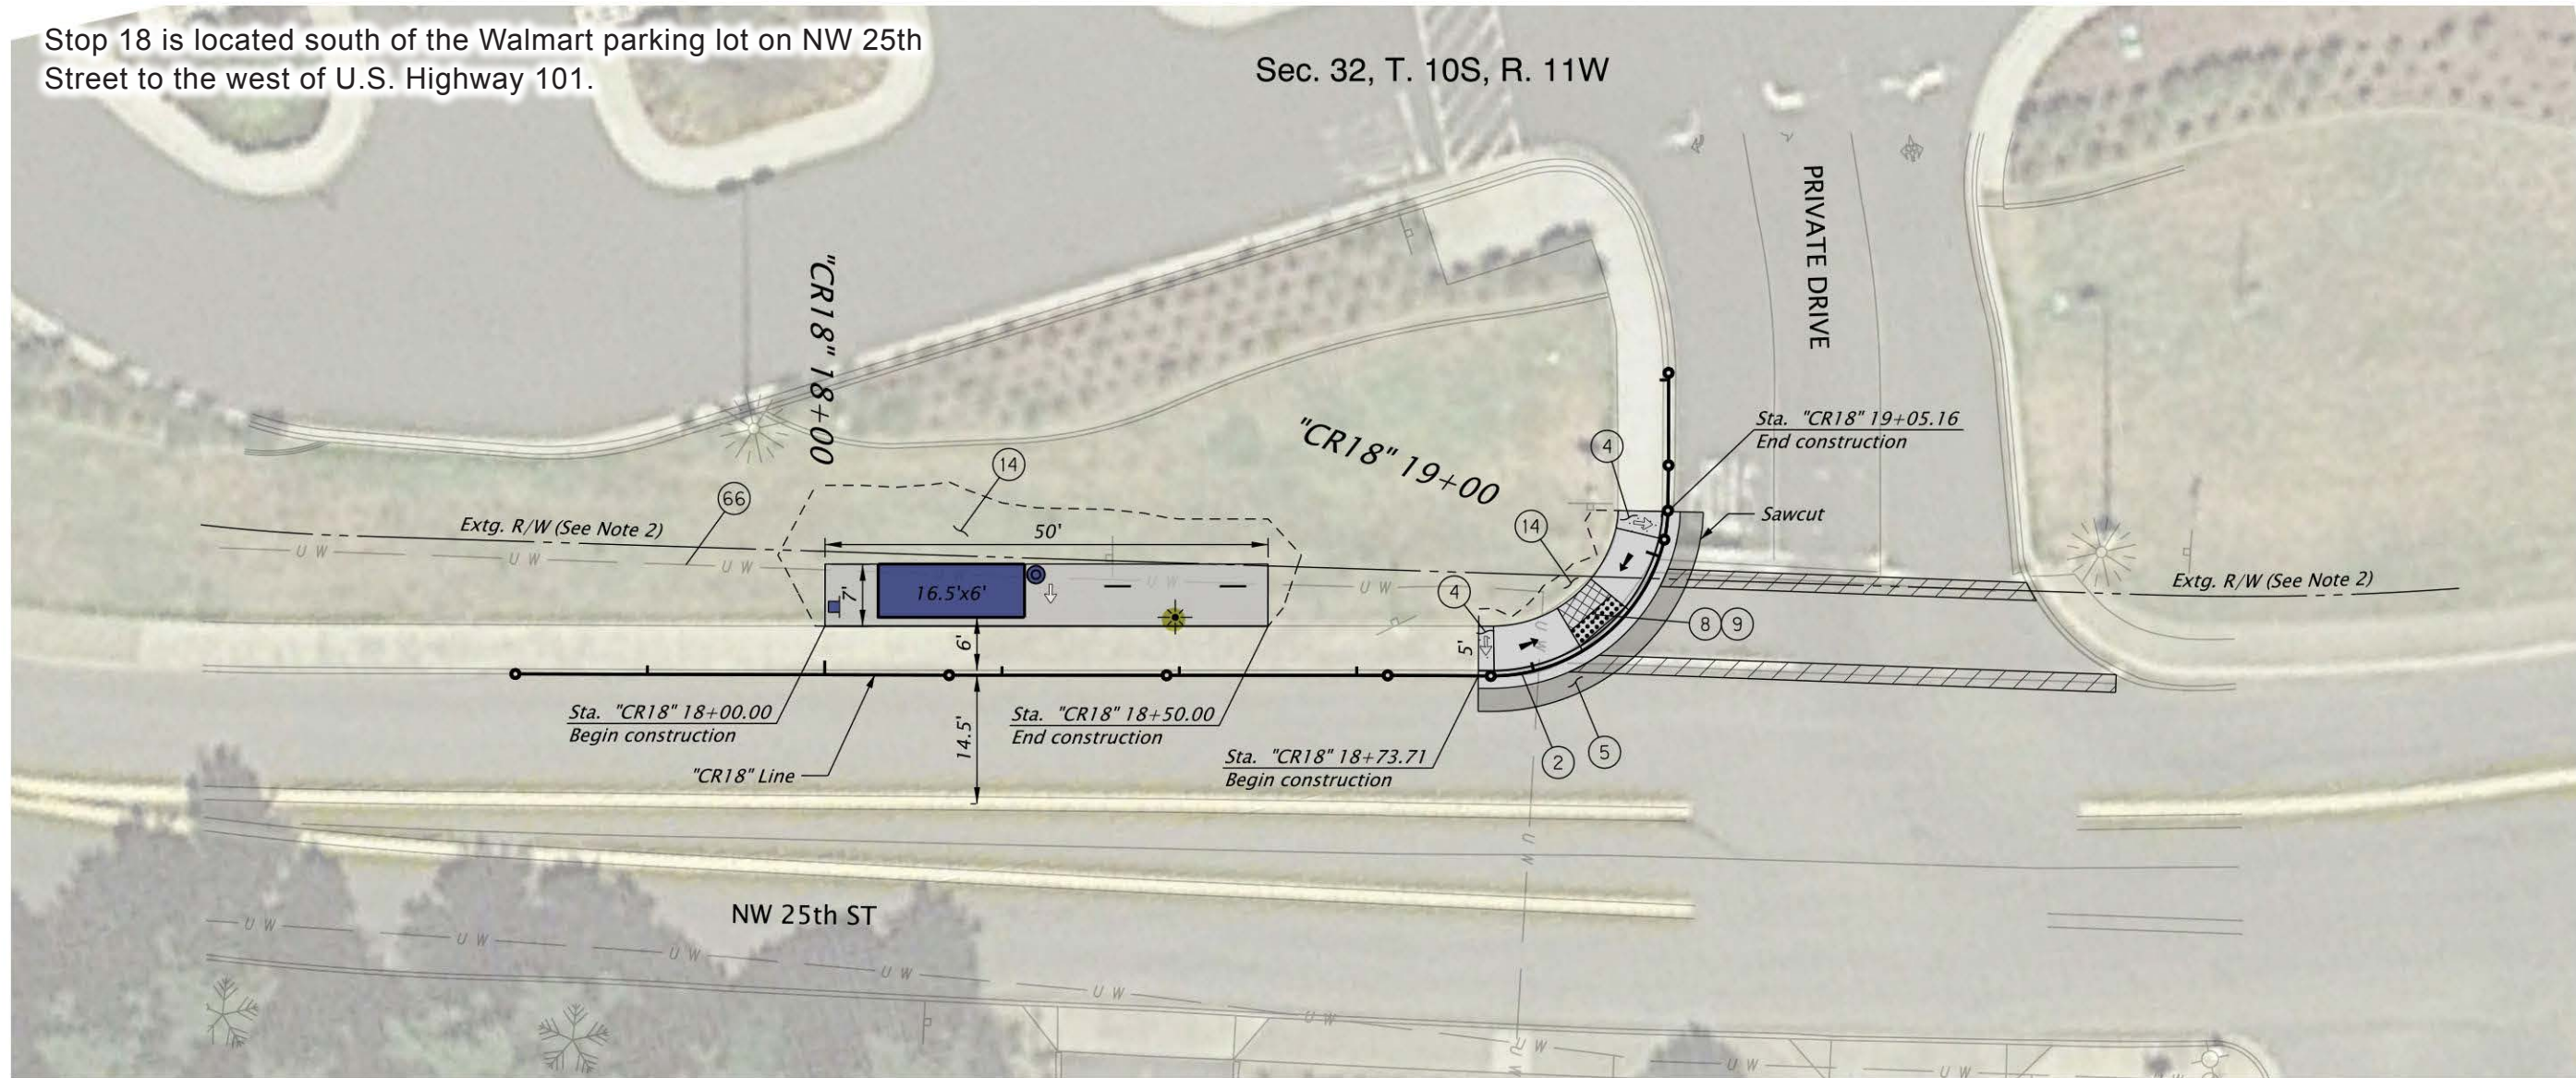 Stop 18 is located south of the Walmart parking lot on NW 25th
Street to the west of U.S. Highway 101.
Sec. 32, T. 10S, R. 11W
PRIVATE DRIVE
"CR18" 18+00
"CR18" 19+00
Sta. "CR18" 19+05.16
End construction
4
14
66
14
Sawcut
Extg. R/W (See Note 2)
50'
U W
U W
U W
U W
U W
Extg. R/W (See Note 2)
7'
16.5'x6'
4
8
9
6'
5'
Sta. "CR18" 18+00.00
Begin construction
Sta. "CR18" 18+50.00
End construction
14.5'
Sta. "CR18" 18+73.71
Begin construction
"CR18" Line
2
5
U W
NW 25th ST
U W
U W
U W
U W
U W
U W
U W
U W
U W